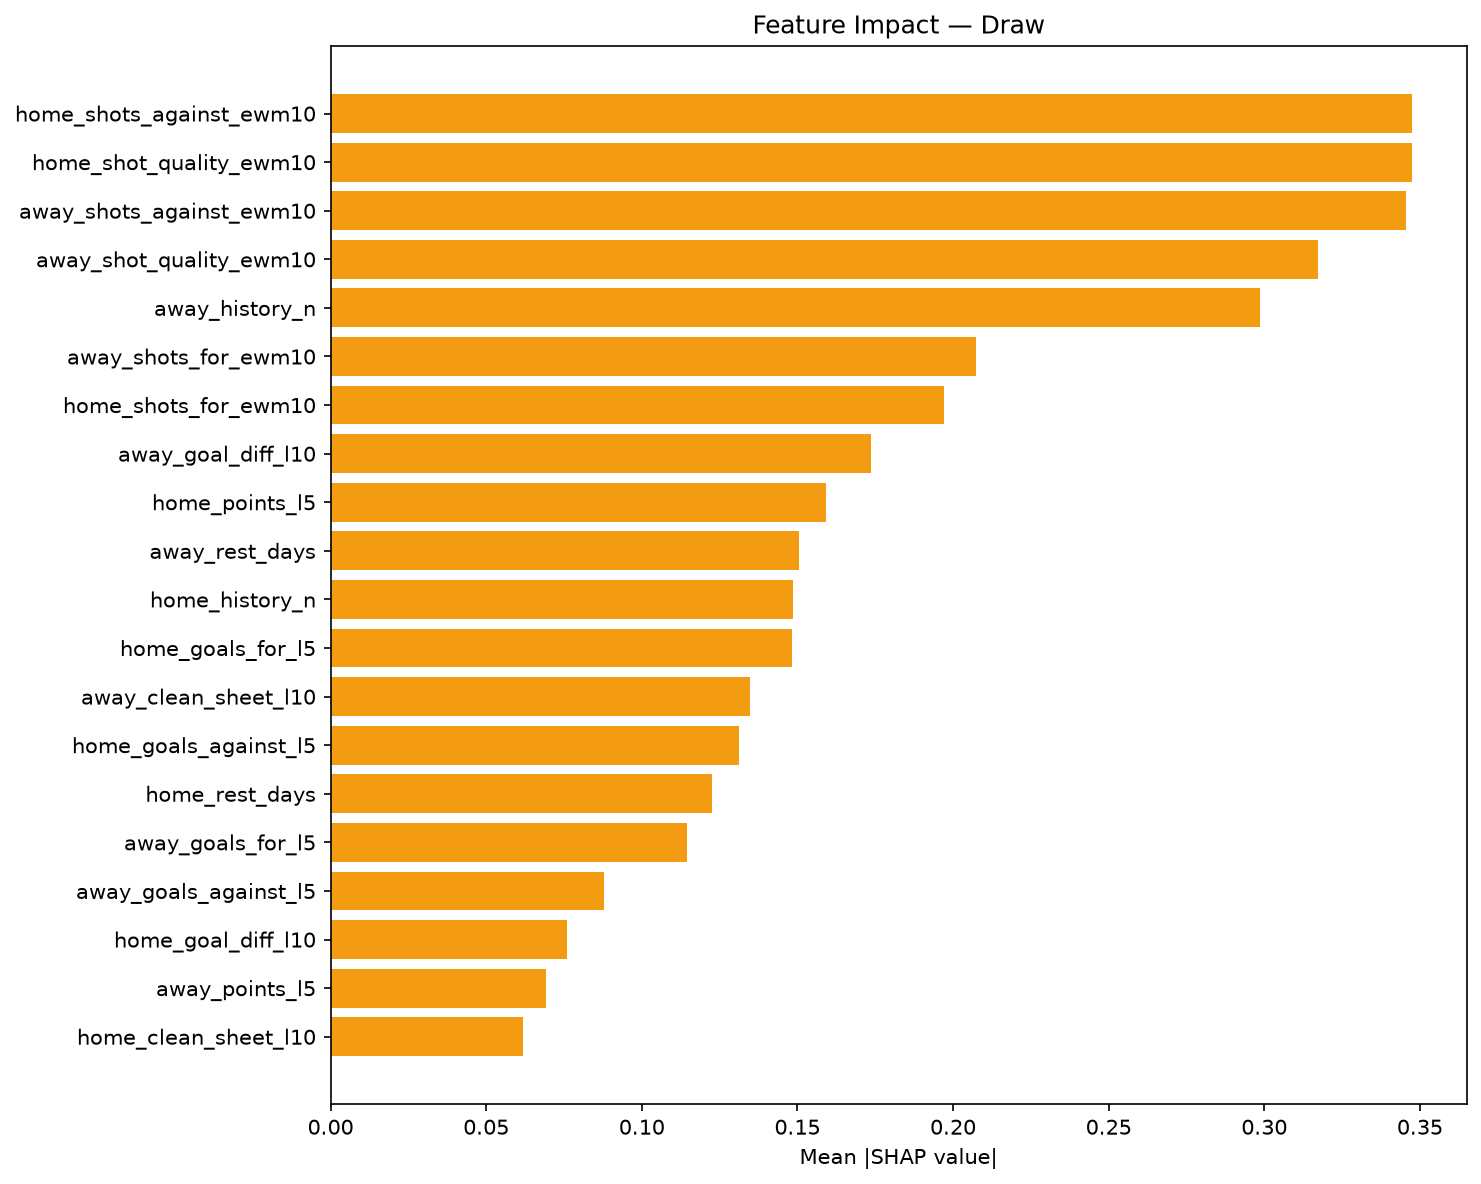 Feature Impact — Draw
home_shots_against_ewm10
home_shot_quality_ewm10
away_shots_against_ewm10
away_shot_quality_ewm10
away_history_n
away_shots_for_ewm10
home_shots_for_ewm10
away_goal_diff_l10
home_points_l5
away_rest_days
home_history_n
home_goals_for_l5
away_clean_sheet_l10
home_goals_against_l5
home_rest_days
away_goals_for_l5
away_goals_against_l5
home_goal_diff_l10
away_points_l5
home_clean_sheet_l10
0.00 0.05 0.10 0.15 0.20 0.25 0.30 0.35
Mean |SHAP value|